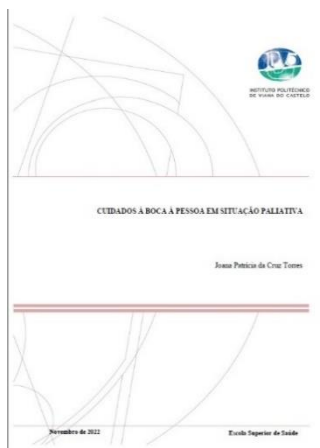 INSTITUTO POLITÉCNICO
DE VIANA DO CASTELO
CUIDADOS À BOCA À PESSOA EM SITUAÇÃO PALIATIVA
Joana Patrícia da Cruz Torres
Novembro de 2022
Escola Superior de Saúde